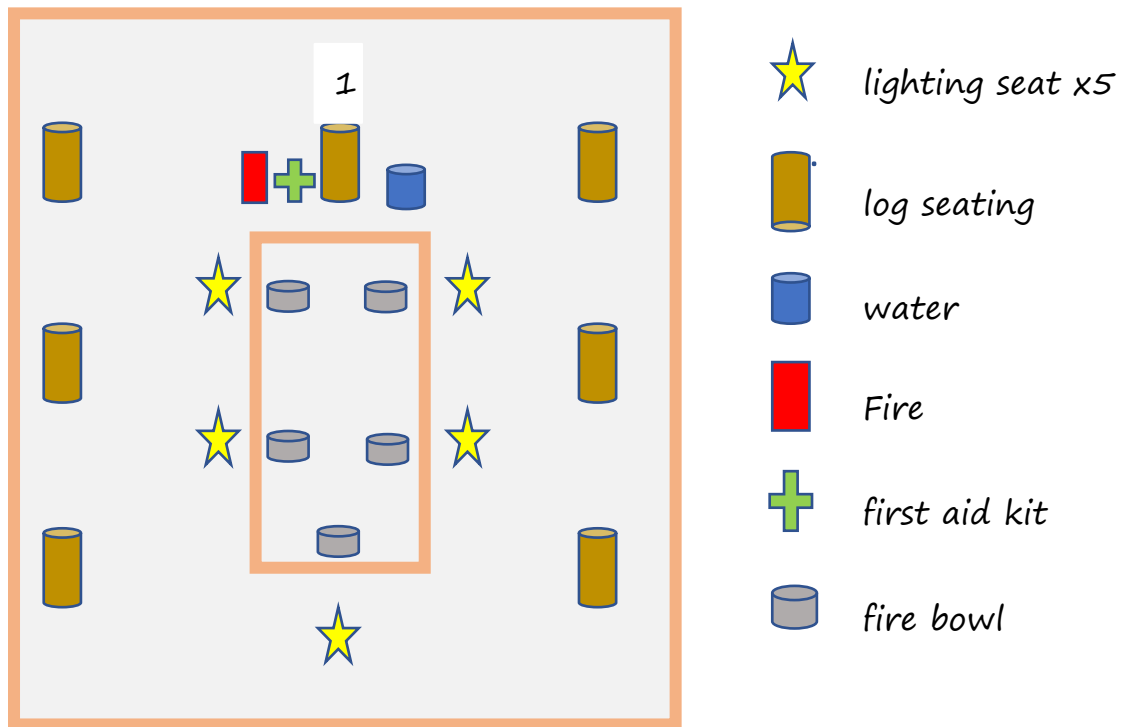 1
lighting seat x5
log seating
water
Fire
first aid kit
fire bowl